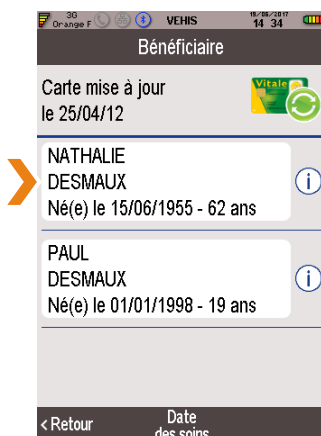 3G
Orange F VEHIS 15/06/2017
14 34
Bénéficiaire
Carte mise à jour
le 25/04/12
Vitale
NATHALIE
DESMAUX
Né(e) le 15/06/1955 - 62 ans
i
PAUL
DESMAUX
Né(e) le 01/01/1998 - 19 ans
i
< Retour Date
des soins